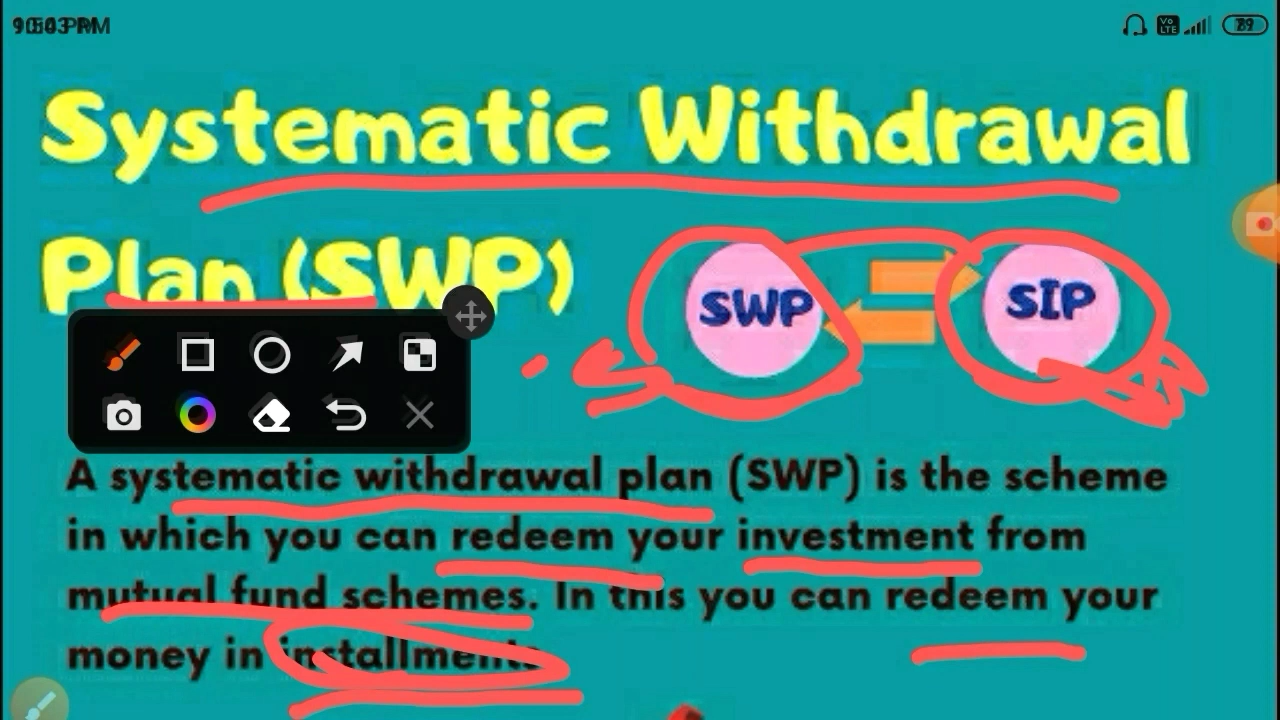 Systematic Withdrawal
Plan (SWP)
SWP
SIP
A systematic withdrawal plan (SWP) is the scheme
in which you can redeem your investment from
mutual fund schemes. In this you can redeem your
money in installments